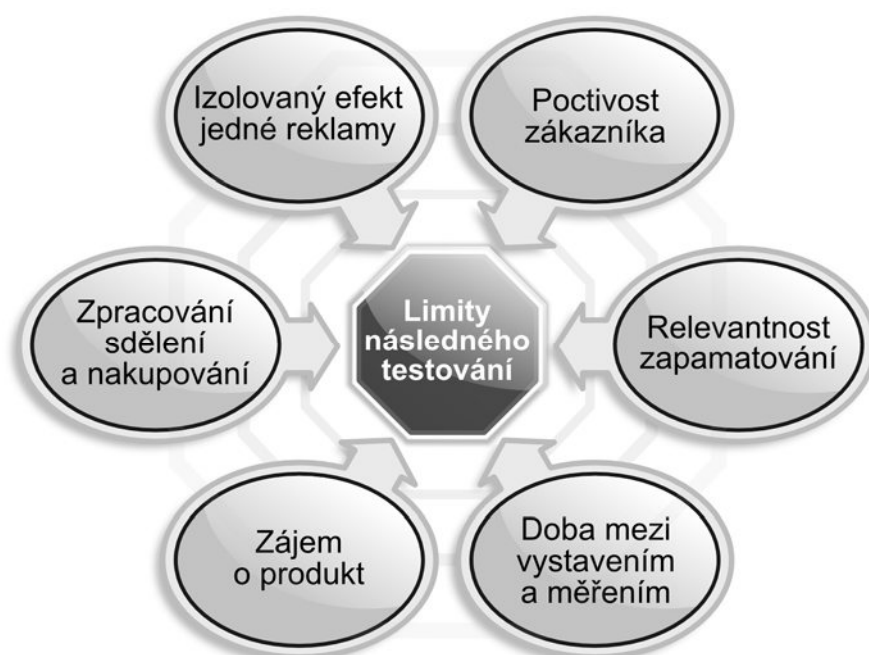 Izolovaný efekt
jedné reklamy
Poctivost
zákazníka
Zpracování
sdělení
a nakupování
Limity
následného
testování
Relevantnost
zapamatování
Zájem
o produkt
Doba mezi
vystavením
a měřením